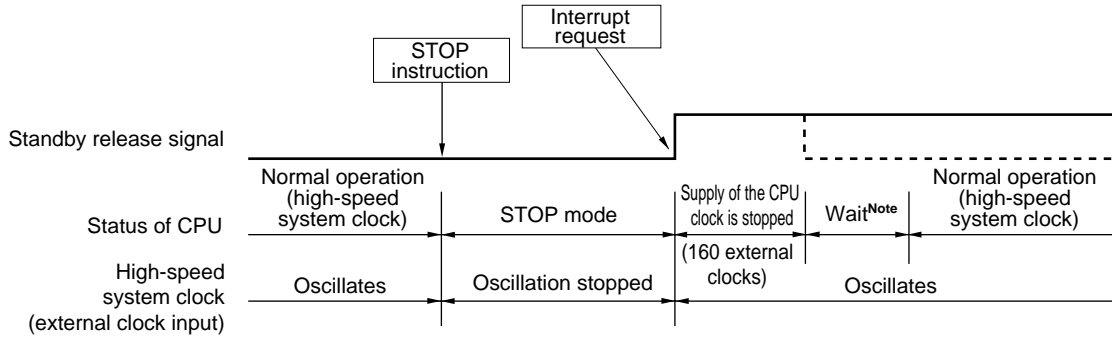 Interrupt
request
STOP
instruction
Standby release signal
Normal operation
(high-speed
system clock)
Status of CPU
STOP mode
Supply of the CPU
clock is stopped
(160 external
clocks)
Wait Note
Normal operation
(high-speed
system clock)
High-speed
system clock
(external clock input)
Oscillates
Oscillation stopped
Oscillates